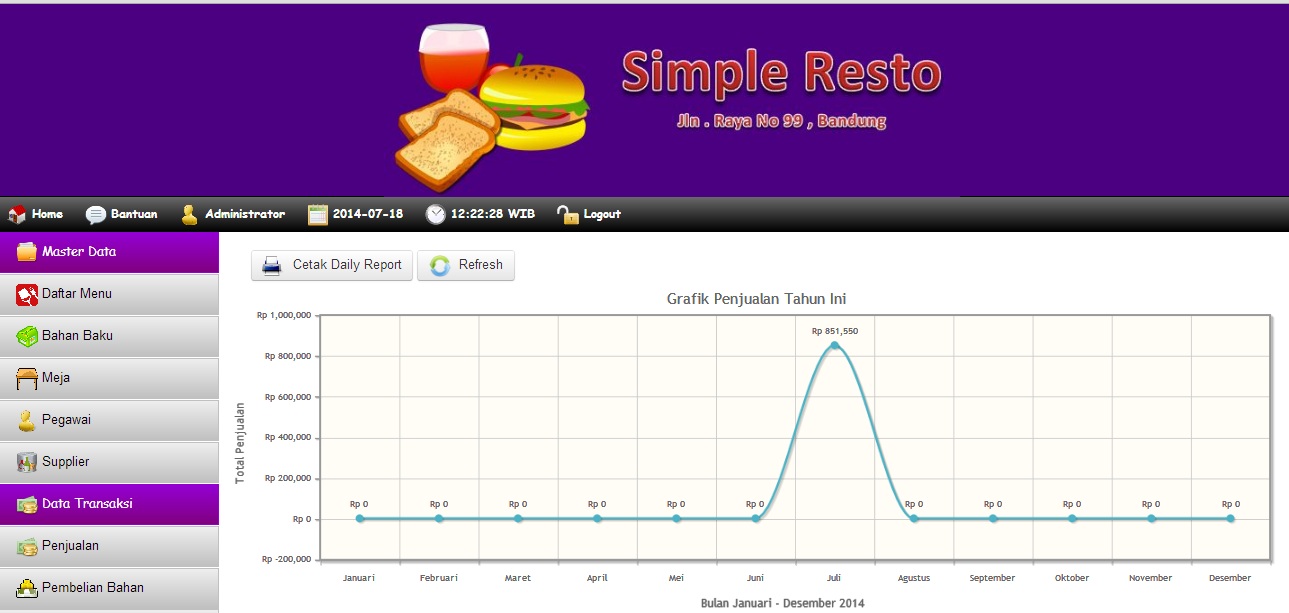 Simple Resto
Jln . Raya No 99 , Bandung
Home Bantuan Administrator 2014-07-18 12:22:28 WIB Logout
Master Data
Daftar Menu
Bahan Baku
Meja
Pegawai
Supplier
Data Transaksi
Penjualan
Pembelian Bahan
Cetak Daily Report Refresh
Grafik Penjualan Tahun Ini
Total Penjualan
Rp 1,000,000
Rp 800,000
Rp 600,000
Rp 400,000
Rp 200,000
Rp 0
Rp -200,000
Rp 851,550
Rp 0 Rp 0 Rp 0 Rp 0 Rp 0 Rp 0 Rp 0 Rp 0 Rp 0 Rp 0 Rp 0
Januari Februari Maret April Mei Juni Juli Agustus September Oktober November Desember
Bulan Januari - Desember 2014